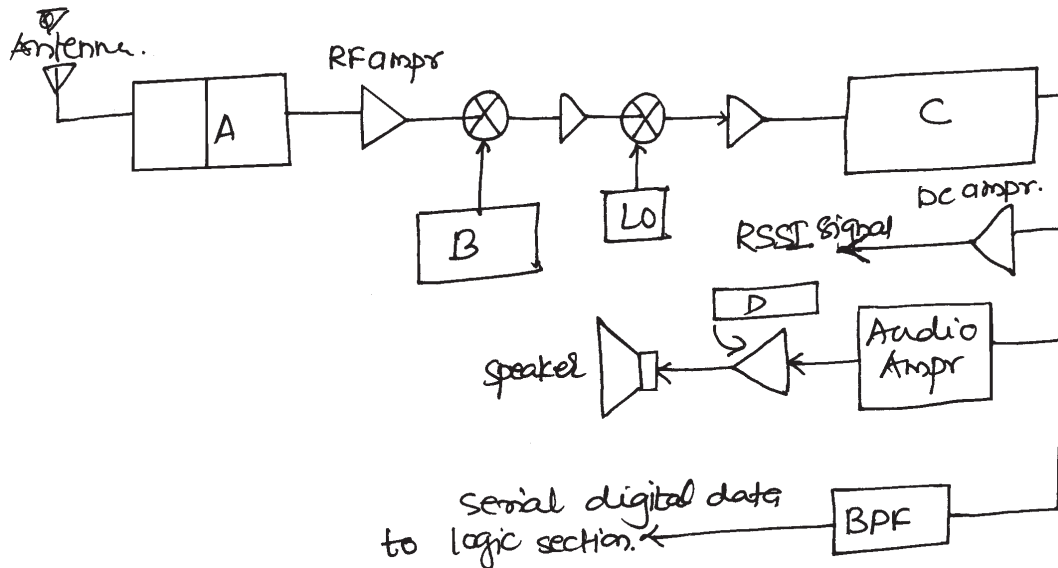 Antenna.
RF ampr
A
C
B
LO
DC ampr.
RSSI signal
D
Audio
Ampr
speaker
serial digital data
to logic section.
BPF